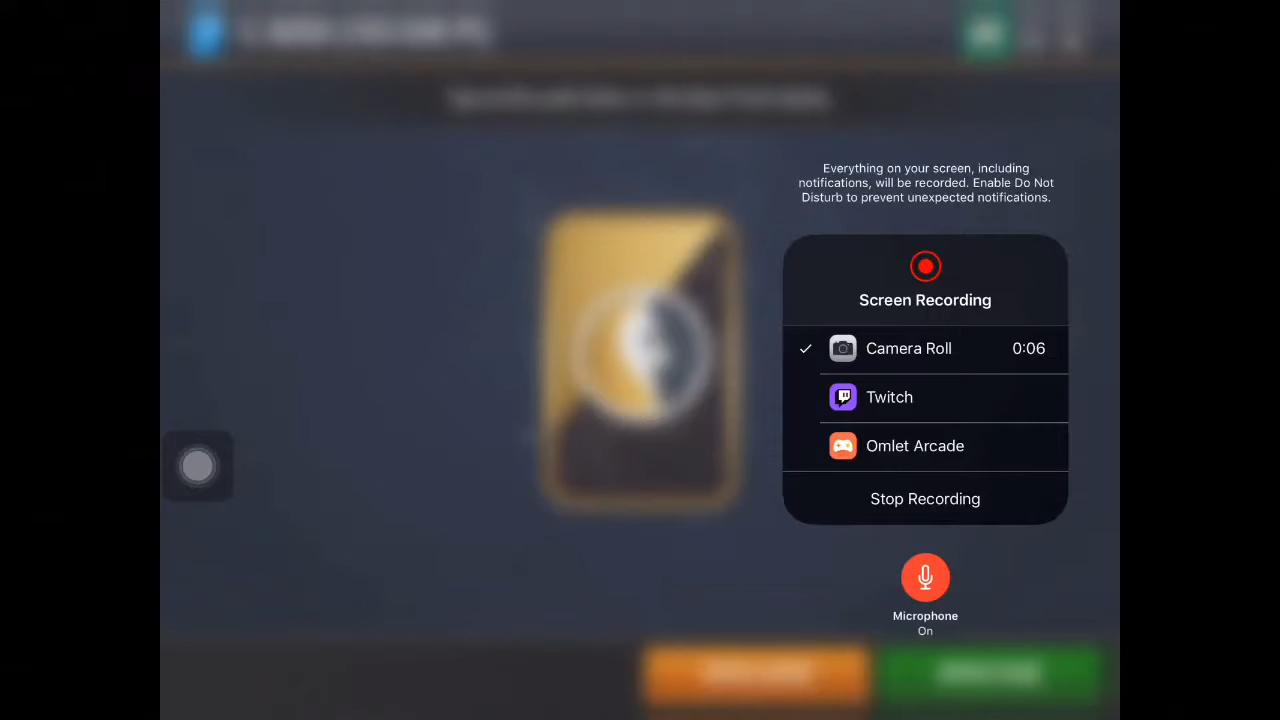 Everything on your screen, including
notifications, will be recorded. Enable Do Not
Disturb to prevent unexpected notifications.
Screen Recording
Camera Roll 0:06
Twitch
Omlet Arcade
Stop Recording
Microphone
On